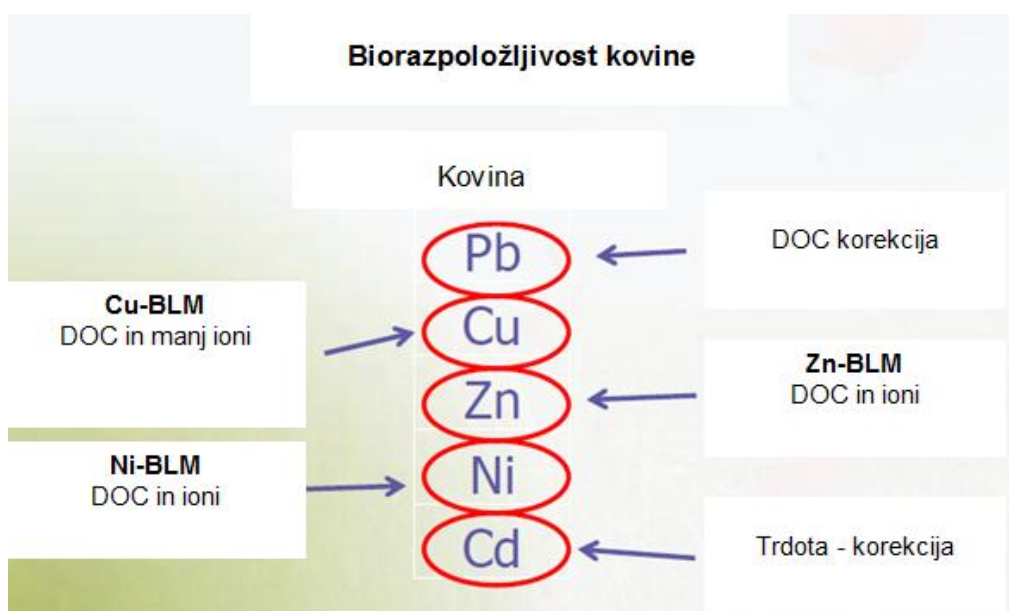 Biorazpoložljivost kovine
Kovina
Pb
DOC korekcija
Cu-BLM
DOC in manj ioni
Cu
Zn-BLM
DOC in ioni
Zn
Ni-BLM
DOC in ioni
Ni
Cd
Trdota - korekcija